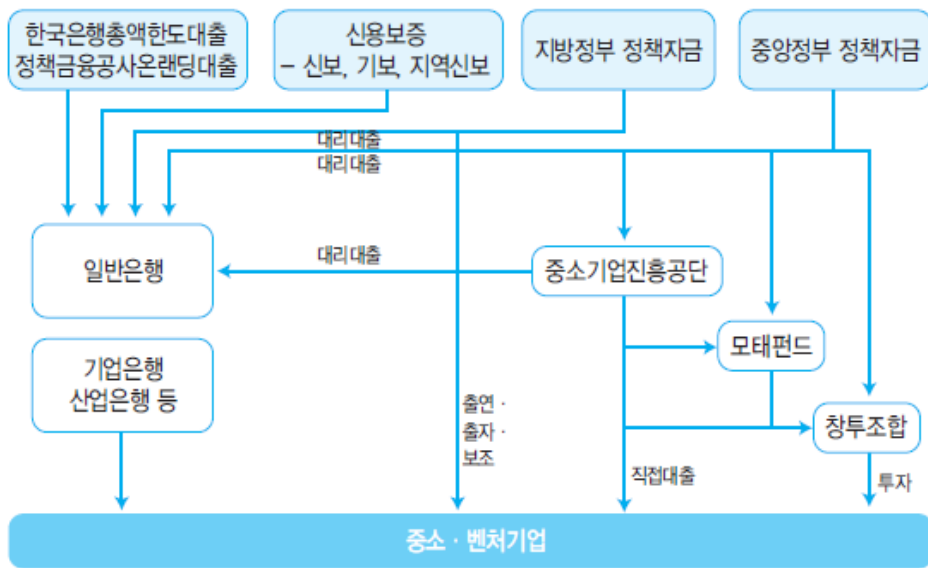 한국은행총액한도대출
정책금융공사온랜딩대출
신용보증
– 신보, 기보, 지역신보
지방정부 정책자금
중앙정부 정책자금
대리대출
대리대출
일반은행
대리대출
중소기업진흥공단
모태펀드
기업은행
산업은행 등
출연 ·
출자 ·
보조
창투조합
직접대출
투자
중소 · 벤처기업